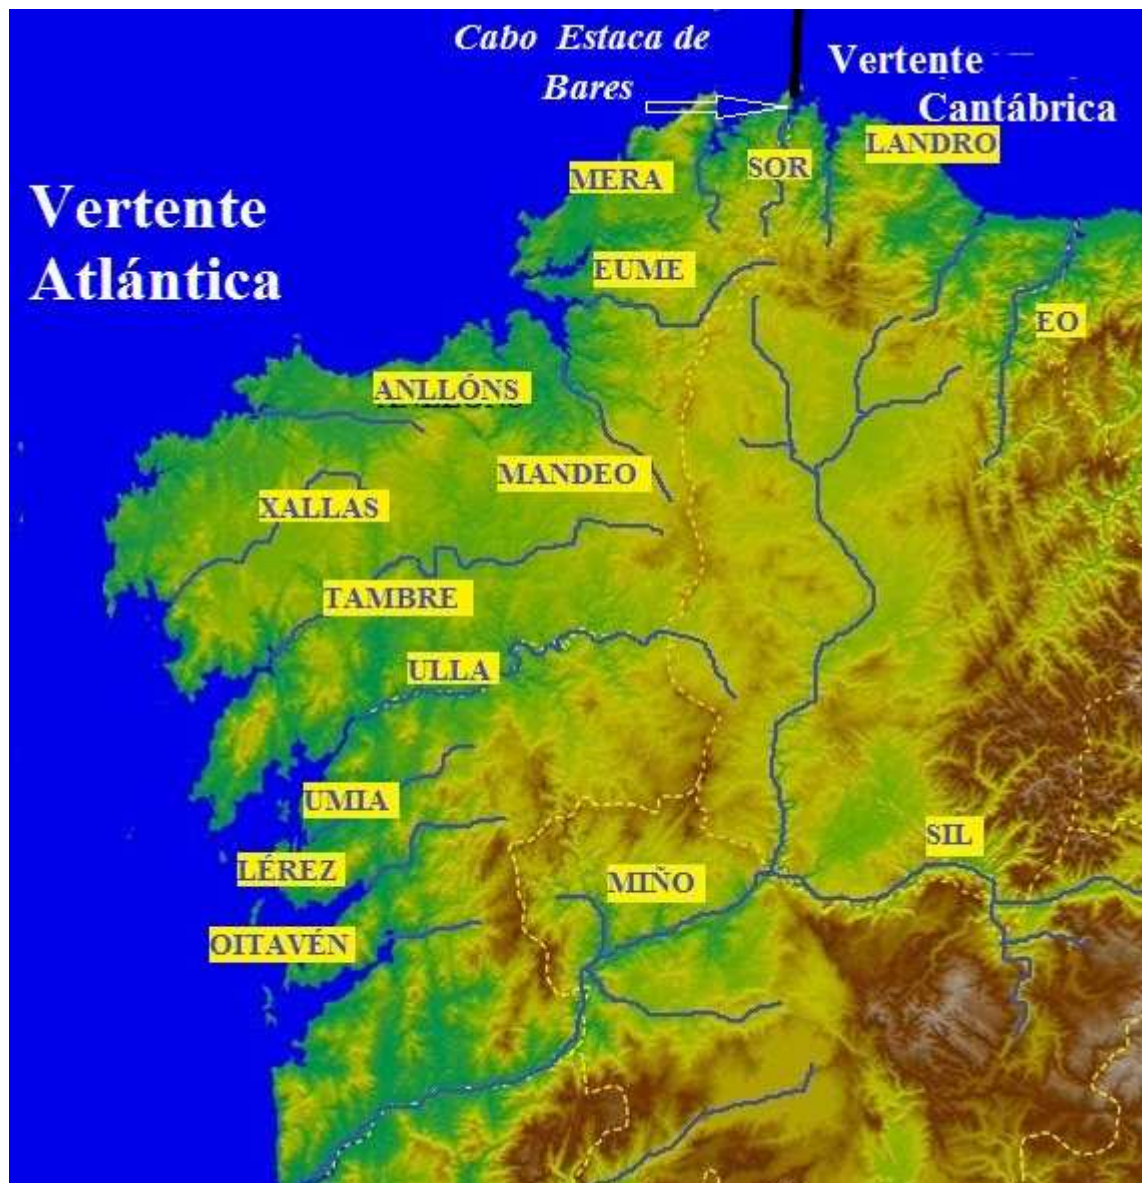 Cabo Estaca de
Bares
Vertente
Cantábrica
Vertente
Atlántica
LANDRO
SOR
MERA
EUME
EO
ANLLÓNS
MANDEO
XALLAS
TAMBRE
ULLA
UMIA
SIL
LÉREZ
MIÑO
OITAVÉN